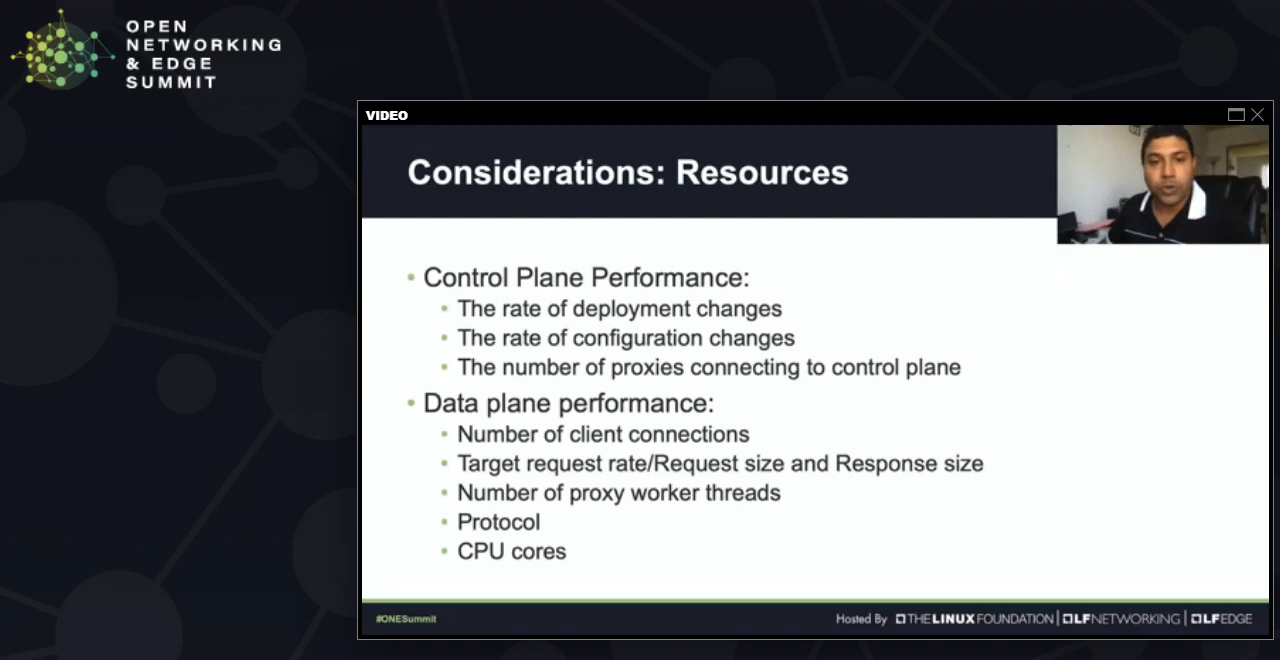 OPEN
NETWORKING
& EDGE
SUMMIT
VIDEO
Considerations: Resources
• Control Plane Performance:
• The rate of deployment changes
• The rate of configuration changes
• The number of proxies connecting to control plane
• Data plane performance:
• Number of client connections
• Target request rate/Request size and Response size
• Number of proxy worker threads
• Protocol
• CPU cores
#ONESummit
Hosted By THE LINUX FOUNDATION | LFNETWORKING | LFEDGE